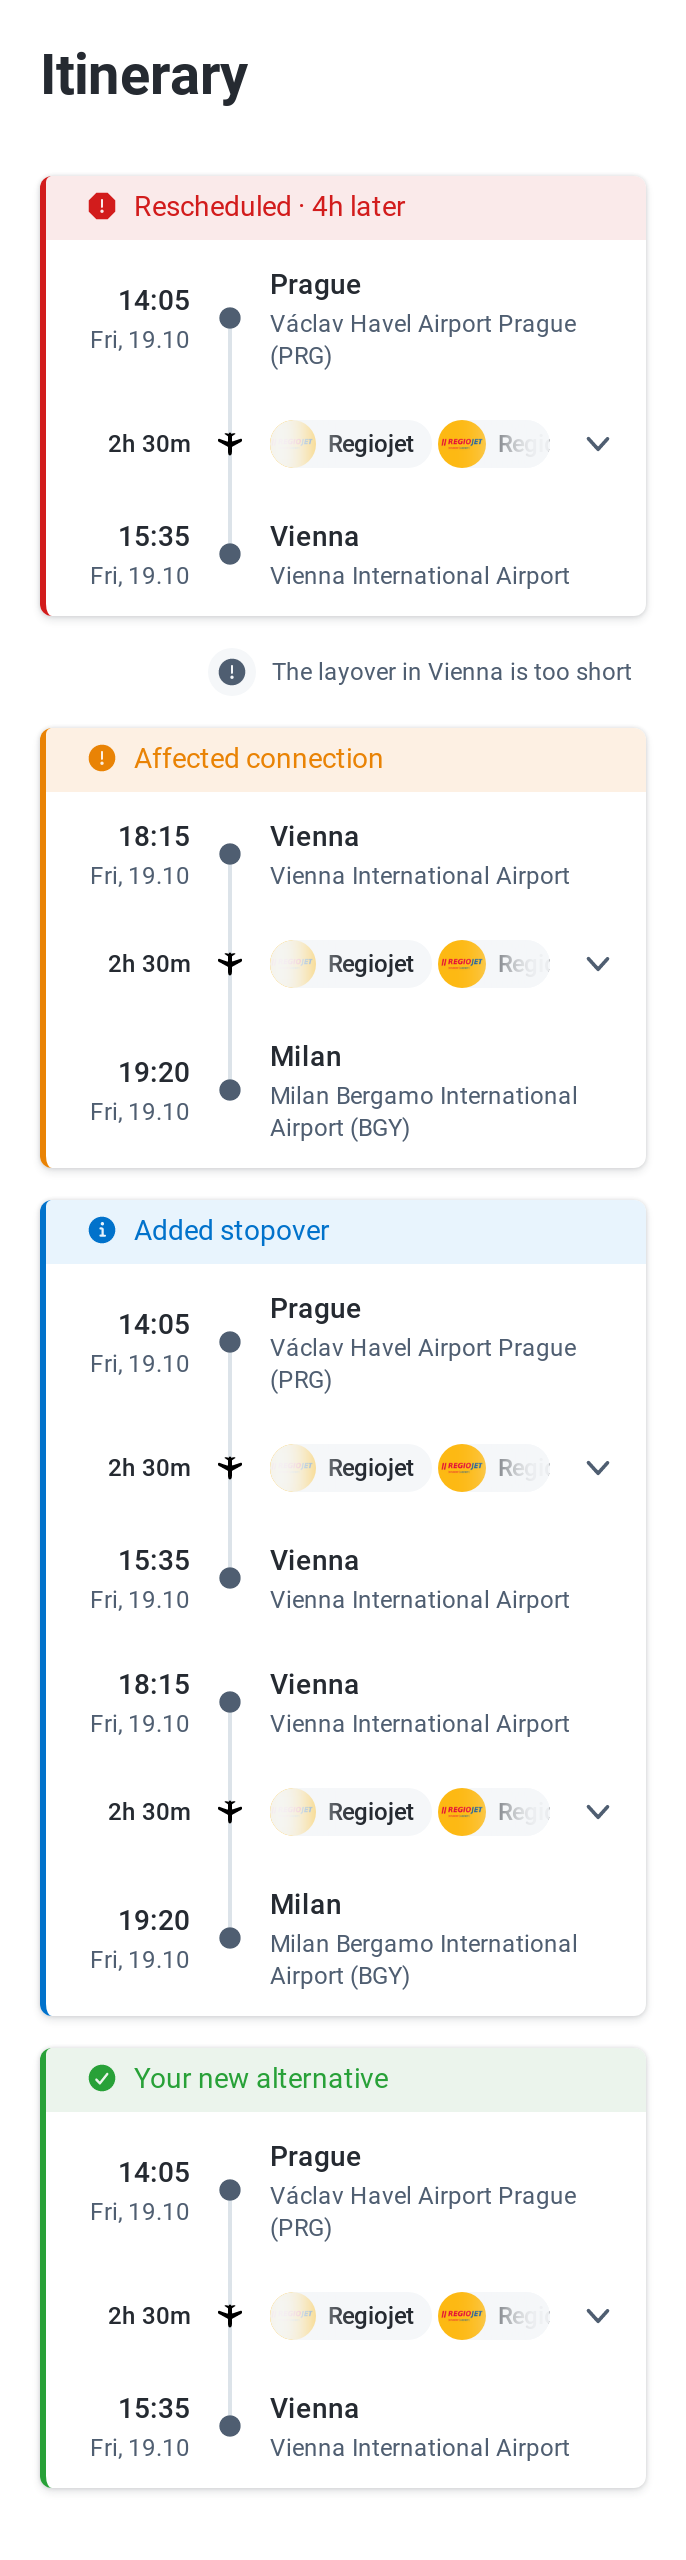 Itinerary
Rescheduled · 4h later
14:05
Fri, 19.10
Prague
Václav Havel Airport Prague
(PRG)
2h 30m
Regiojet
REGIOJET
15:35
Fri, 19.10
Vienna
Vienna International Airport
The layover in Vienna is too short
Affected connection
18:15
Fri, 19.10
Vienna
Vienna International Airport
2h 30m
Regiojet
REGIOJET
19:20
Fri, 19.10
Milan
Milan Bergamo International
Airport (BGY)
Added stopover
14:05
Fri, 19.10
Prague
Václav Havel Airport Prague
(PRG)
2h 30m
Regiojet
REGIOJET
15:35
Fri, 19.10
Vienna
Vienna International Airport
18:15
Fri, 19.10
Vienna
Vienna International Airport
2h 30m
Regiojet
REGIOJET
19:20
Fri, 19.10
Milan
Milan Bergamo International
Airport (BGY)
Your new alternative
14:05
Fri, 19.10
Prague
Václav Havel Airport Prague
(PRG)
2h 30m
Regiojet
REGIOJET
15:35
Fri, 19.10
Vienna
Vienna International Airport